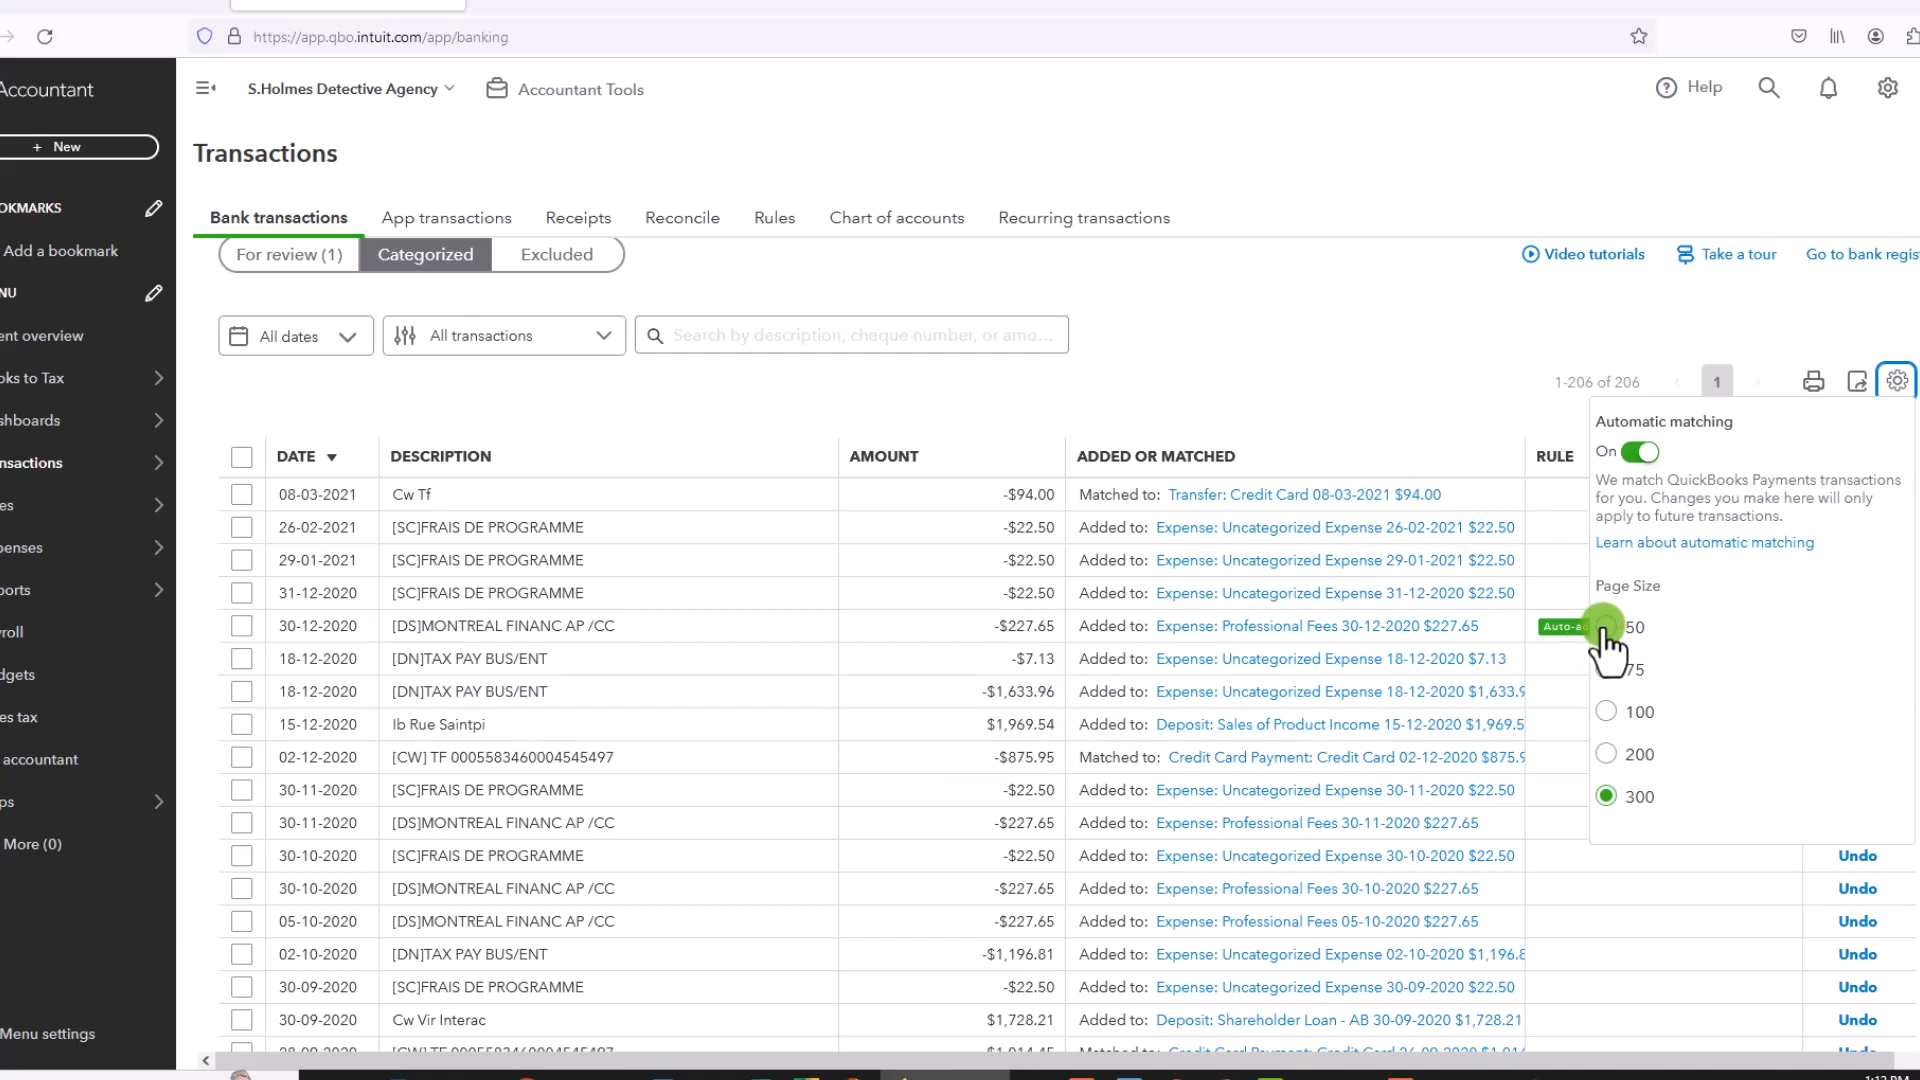 https://app.qbo.intuit.com/app/banking
Accountant
S.Holmes Detective Agency
Accountant Tools
Help
+ New
Transactions
OKMARKS
Bank transactions
App transactions
Receipts
Reconcile
Rules
Chart of accounts
Recurring transactions
Add a bookmark
For review (1)
Categorized
Excluded
Video tutorials
Take a tour
Go to bank regis
NU
ent overview
All dates
All transactions
Search by description, cheque number, or amo...
oks to Tax
1-206 of 206
1
shboards
Automatic matching
On
We match QuickBooks Payments transactions
for you. Changes you make here will only
apply to future transactions.
Learn about automatic matching
Page Size
50
75
100
200
300
nsactions
es
penses
ports
roll
dgets
es tax
accountant
ps
More (0)
Menu settings
DATE DESCRIPTION AMOUNT ADDED OR MATCHED RULE
08-03-2021 Cw Tf -$94.00 Matched to: Transfer: Credit Card 08-03-2021 $94.00
26-02-2021 [SC]FRAIS DE PROGRAMME -$22.50 Added to: Expense: Uncategorized Expense 26-02-2021 $22.50
29-01-2021 [SC]FRAIS DE PROGRAMME -$22.50 Added to: Expense: Uncategorized Expense 29-01-2021 $22.50
31-12-2020 [SC]FRAIS DE PROGRAMME -$22.50 Added to: Expense: Uncategorized Expense 31-12-2020 $22.50
30-12-2020 [DS]MONTREAL FINANC AP /CC -$227.65 Added to: Expense: Professional Fees 30-12-2020 $227.65 Auto-a
18-12-2020 [DN]TAX PAY BUS/ENT -$7.13 Added to: Expense: Uncategorized Expense 18-12-2020 $7.13
18-12-2020 [DN]TAX PAY BUS/ENT -$1,633.96 Added to: Expense: Uncategorized Expense 18-12-2020 $1,633.9
15-12-2020 Ib Rue Saintpi $1,969.54 Added to: Deposit: Sales of Product Income 15-12-2020 $1,969.5
02-12-2020 [CW] TF 0005583460004545497 -$875.95 Matched to: Credit Card Payment: Credit Card 02-12-2020 $875.9
30-11-2020 [SC]FRAIS DE PROGRAMME -$22.50 Added to: Expense: Uncategorized Expense 30-11-2020 $22.50
30-11-2020 [DS]MONTREAL FINANC AP /CC -$227.65 Added to: Expense: Professional Fees 30-11-2020 $227.65
30-10-2020 [SC]FRAIS DE PROGRAMME -$22.50 Added to: Expense: Uncategorized Expense 30-10-2020 $22.50 Undo
30-10-2020 [DS]MONTREAL FINANC AP /CC -$227.65 Added to: Expense: Professional Fees 30-10-2020 $227.65 Undo
05-10-2020 [DS]MONTREAL FINANC AP /CC -$227.65 Added to: Expense: Professional Fees 05-10-2020 $227.65 Undo
02-10-2020 [DN]TAX PAY BUS/ENT -$1,196.81 Added to: Expense: Uncategorized Expense 02-10-2020 $1,196.8 Undo
30-09-2020 [SC]FRAIS DE PROGRAMME -$22.50 Added to: Expense: Uncategorized Expense 30-09-2020 $22.50 Undo
30-09-2020 Cw Vir Interac $1,728.21 Added to: Deposit: Shareholder Loan - AB 30-09-2020 $1,728.21 Undo